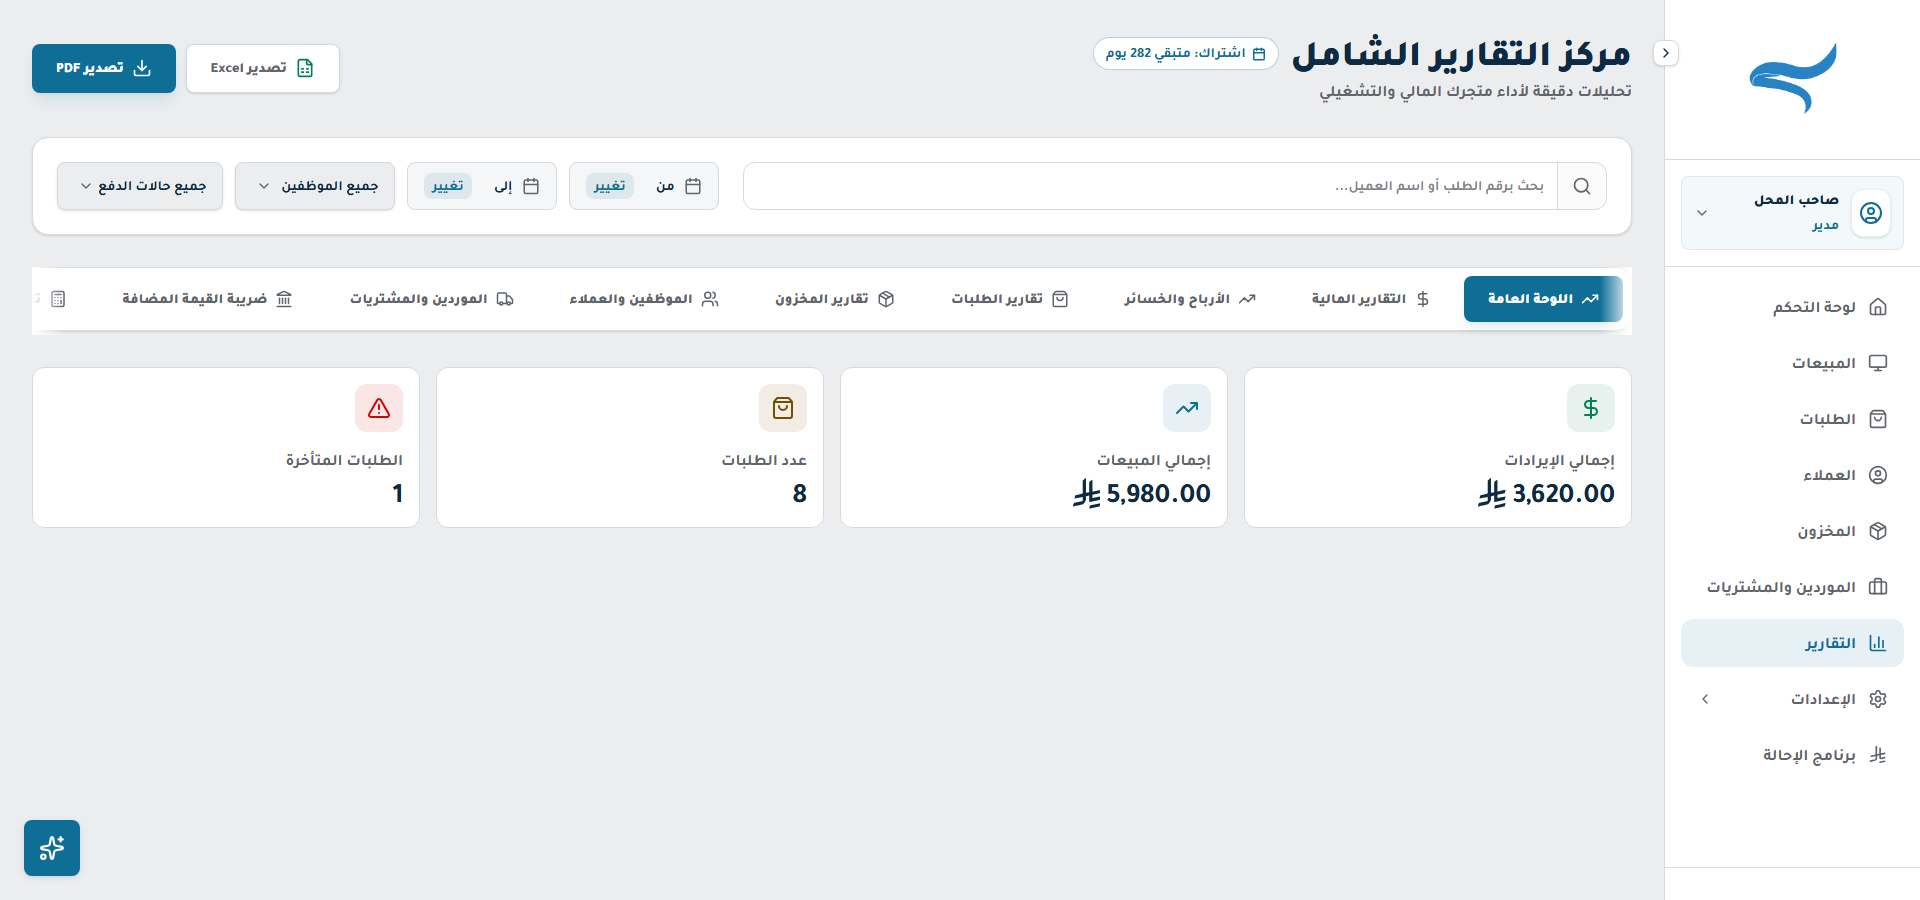 مركز التقارير الشامل
اشتراك: متبقي 282 يوم
تحليلات دقيقة لأداء متجرك المالي والتشغيلي
تصدير Excel
تصدير PDF
بحث برقم الطلب أو اسم العميل...
من
تغيير
إلى
تغيير
جميع الموظفين
جميع حالات الدفع
اللوحة العامة
التقارير المالية
الأرباح والخسائر
تقارير الطلبات
تقارير المخزون
الموظفين والعملاء
الموردين والمشتريات
ضريبة القيمة المضافة
إجمالي الإيرادات
3,620.00
إجمالي المبيعات
5,980.00
عدد الطلبات
8
الطلبات المتأخرة
1
صاحب المحل
مدير
لوحة التحكم
المبيعات
الطلبات
العملاء
المخزون
الموردين والمشتريات
التقارير
الإعدادات
برنامج الإحالة